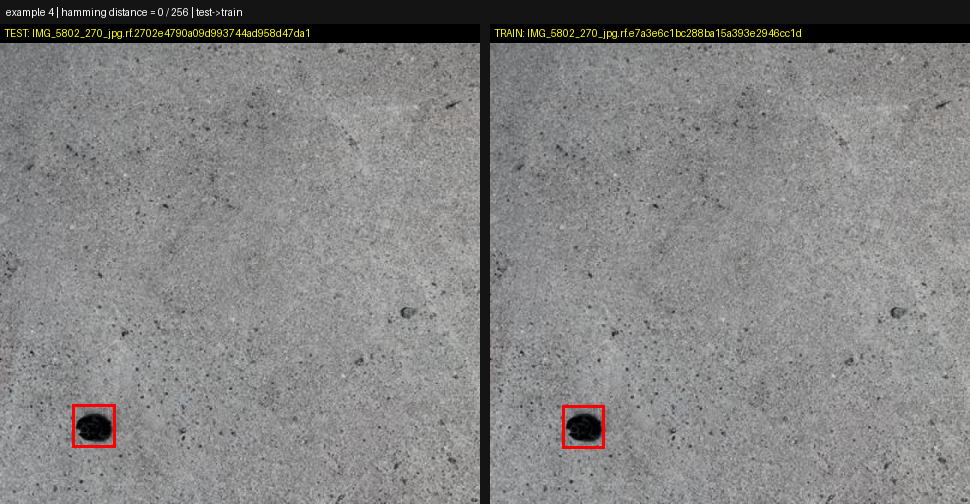 example 4 | hamming distance = 0 / 256 | test->train
TEST: IMG_5802_270_jpg.rf.2702e4790a09d993744ad958d47da1
TRAIN: IMG_5802_270_jpg.rf.e7a3e6c1bc288ba15a393e2946cc1d